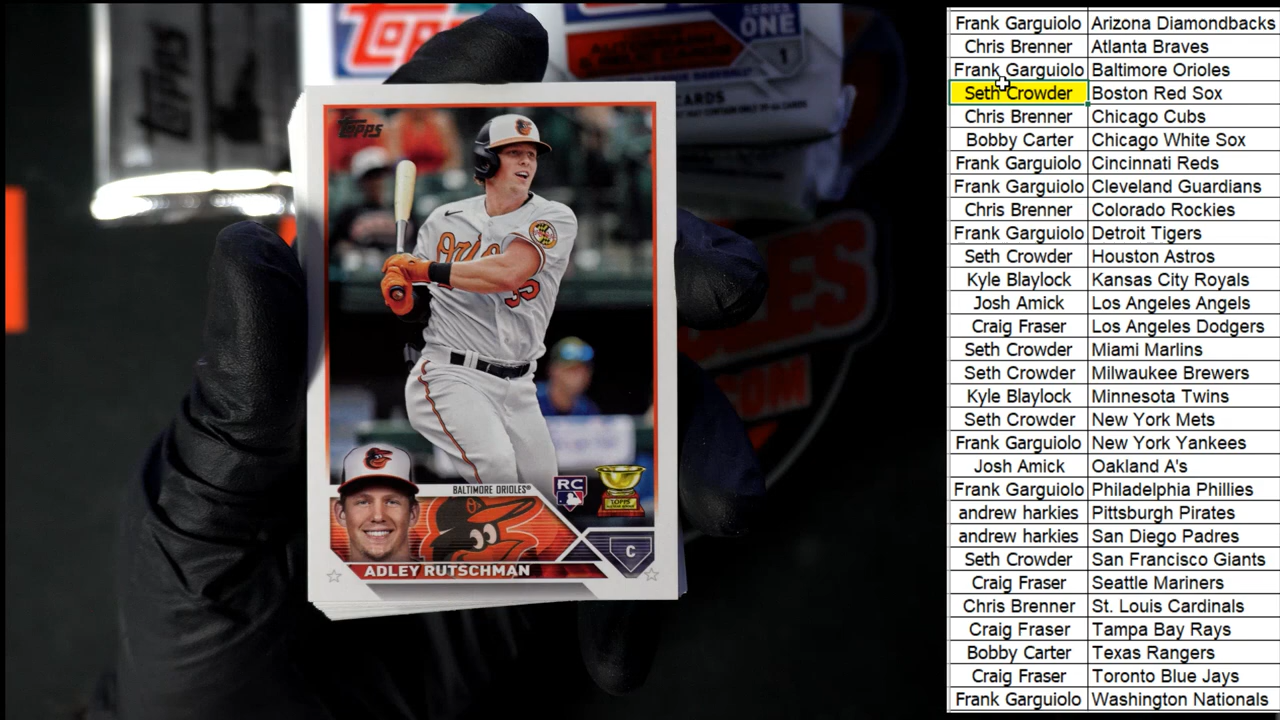 Topps
SERIES
ONE
1
CARDS
Topps
Orio
35
BALTIMORE ORIOLES®
RC
TOPPS
C
ADLEY RUTSCHMAN
Frank Garguiolo Arizona Diamondbacks
Chris Brenner Atlanta Braves
Frank Garguiolo Baltimore Orioles
Seth Crowder Boston Red Sox
Chris Brenner Chicago Cubs
Bobby Carter Chicago White Sox
Frank Garguiolo Cincinnati Reds
Frank Garguiolo Cleveland Guardians
Chris Brenner Colorado Rockies
Frank Garguiolo Detroit Tigers
Seth Crowder Houston Astros
Kyle Blaylock Kansas City Royals
Josh Amick Los Angeles Angels
Craig Fraser Los Angeles Dodgers
Seth Crowder Miami Marlins
Seth Crowder Milwaukee Brewers
Kyle Blaylock Minnesota Twins
Seth Crowder New York Mets
Frank Garguiolo New York Yankees
Josh Amick Oakland A's
Frank Garguiolo Philadelphia Phillies
andrew harkies Pittsburgh Pirates
andrew harkies San Diego Padres
Seth Crowder San Francisco Giants
Craig Fraser Seattle Mariners
Chris Brenner St. Louis Cardinals
Craig Fraser Tampa Bay Rays
Bobby Carter Texas Rangers
Craig Fraser Toronto Blue Jays
Frank Garguiolo Washington Nationals